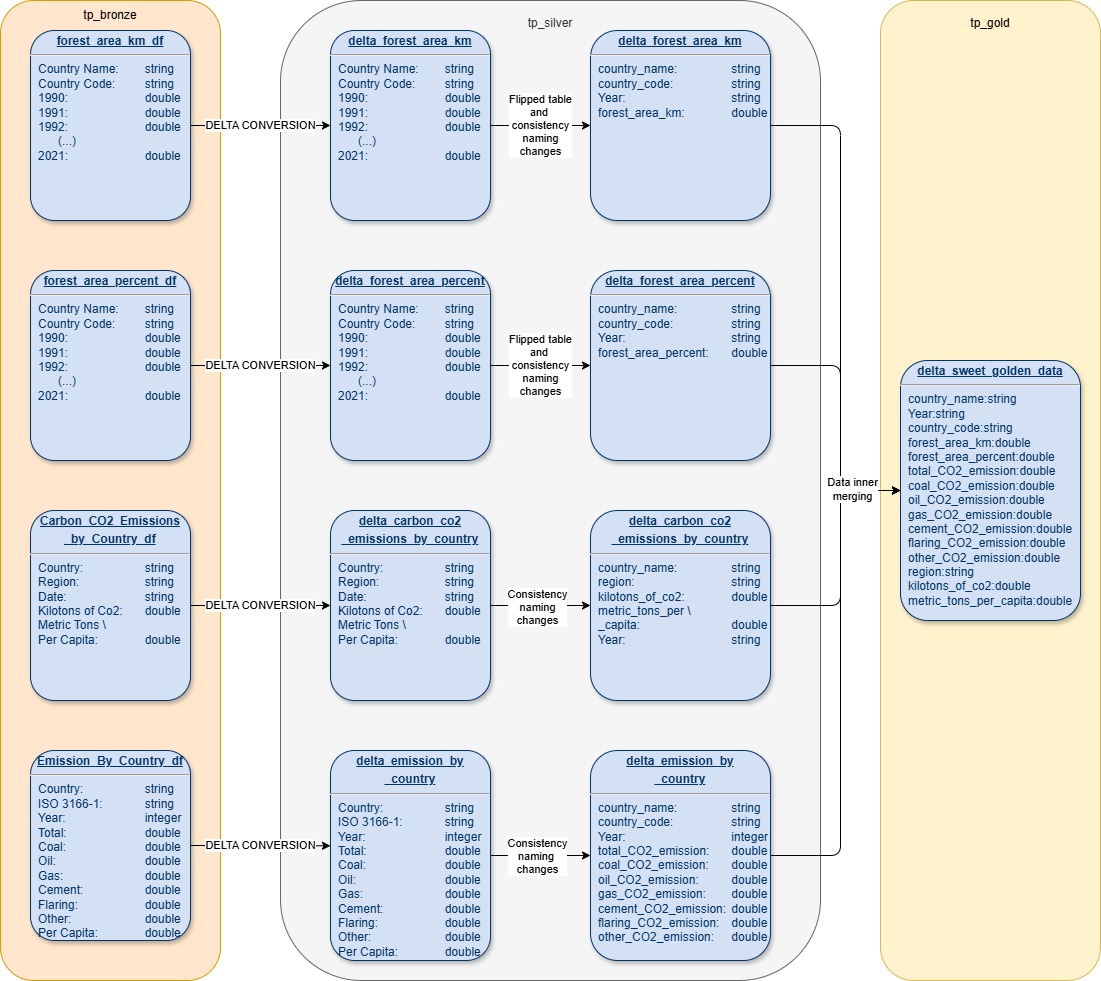 tp_bronze
forest_area_km_df
Country Name: string
Country Code: string
1990: double
1991: double
1992: double
(...)
2021: double
DELTA CONVERSION
forest_area_percent_df
Country Name: string
Country Code: string
1990: double
1991: double
1992: double
(...)
2021: double
DELTA CONVERSION
Carbon_CO2_Emissions
_by_Country_df
Country: string
Region: string
Date: string
Kilotons of Co2: double
Metric Tons \
Per Capita: double
DELTA CONVERSION
Emission_By_Country_df
Country: string
ISO 3166-1: string
Year: integer
Total: double
Coal: double
Oil: double
Gas: double
Cement: double
Flaring: double
Other: double
Per Capita: double
DELTA CONVERSION
tp_silver
delta_forest_area_km
Country Name: string
Country Code: string
1990: double
1991: double
1992: double
(...)
2021: double
Flipped table
and
consistency
naming
changes
delta_forest_area_km
country_name: string
country_code: string
Year: string
forest_area_km: double
delta_forest_area_percent
Country Name: string
Country Code: string
1990: double
1991: double
1992: double
(...)
2021: double
Flipped table
and
consistency
naming
changes
delta_forest_area_percent
country_name: string
country_code: string
Year: string
forest_area_percent: double
delta_carbon_co2
_emissions_by_country
Country: string
Region: string
Date: string
Kilotons of Co2: double
Metric Tons \
Per Capita: double
Consistency
naming
changes
delta_carbon_co2
_emissions_by_country
country_name: string
region: string
kilotons_of_co2: double
metric_tons_per \
_capita: double
Year: string
delta_emission_by
_country
Country: string
ISO 3166-1: string
Year: integer
Total: double
Coal: double
Oil: double
Gas: double
Cement: double
Flaring: double
Other: double
Per Capita: double
Consistency
naming
changes
delta_emission_by
_country
country_name: string
country_code: string
Year: integer
total_CO2_emission: double
coal_CO2_emission: double
oil_CO2_emission: double
gas_CO2_emission: double
cement_CO2_emission: double
flaring_CO2_emission: double
other_CO2_emission: double
Data inner
merging
tp_gold
delta_sweet_golden_data
country_name:string
Year:string
country_code:string
forest_area_km:double
forest_area_percent:double
total_CO2_emission:double
coal_CO2_emission:double
oil_CO2_emission:double
gas_CO2_emission:double
cement_CO2_emission:double
flaring_CO2_emission:double
other_CO2_emission:double
region:string
kilotons_of_co2:double
metric_tons_per_capita:double